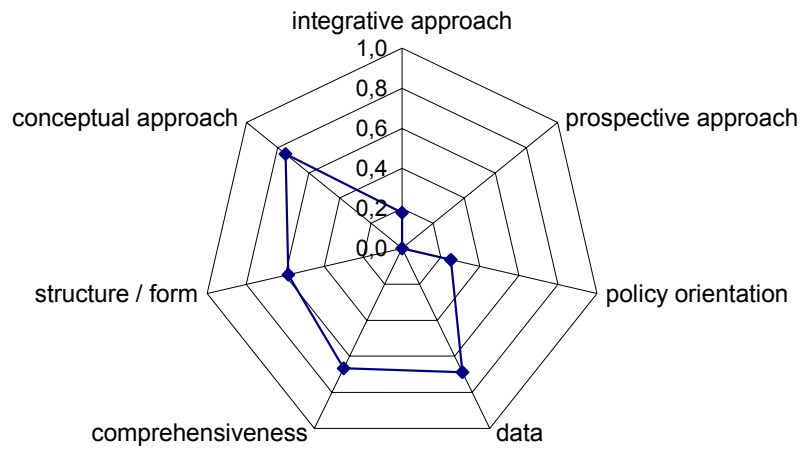 integrative approach
1,0
0,8
conceptual approach
prospective approach
0,6
0,4
0,2
0,0
structure / form
policy orientation
comprehensiveness
data